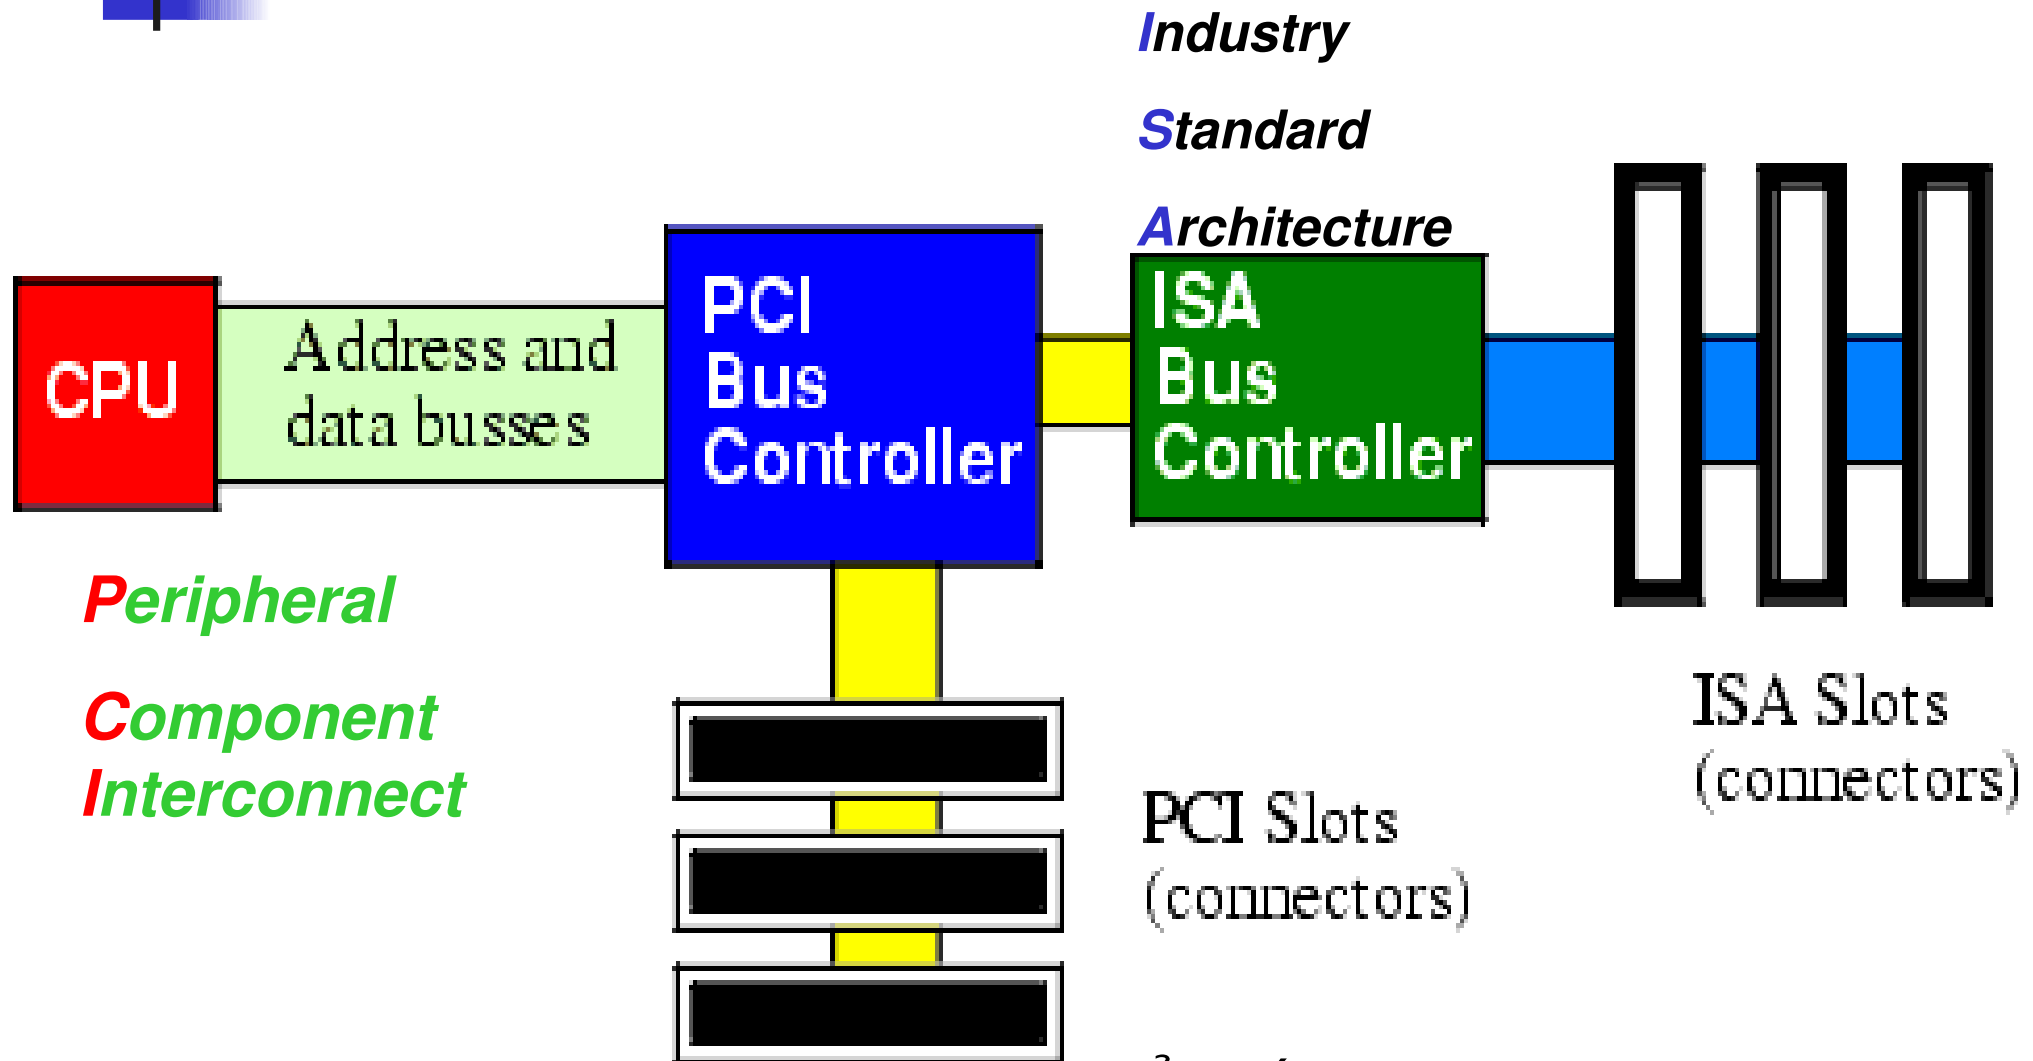 Industry
Standard
Architecture
CPU
Address and
data busses
PCI
Bus
Controller
ISA
Bus
Controller
Peripheral
Component
Interconnect
ISA Slots
(connectors)
PCI Slots
(connectors)